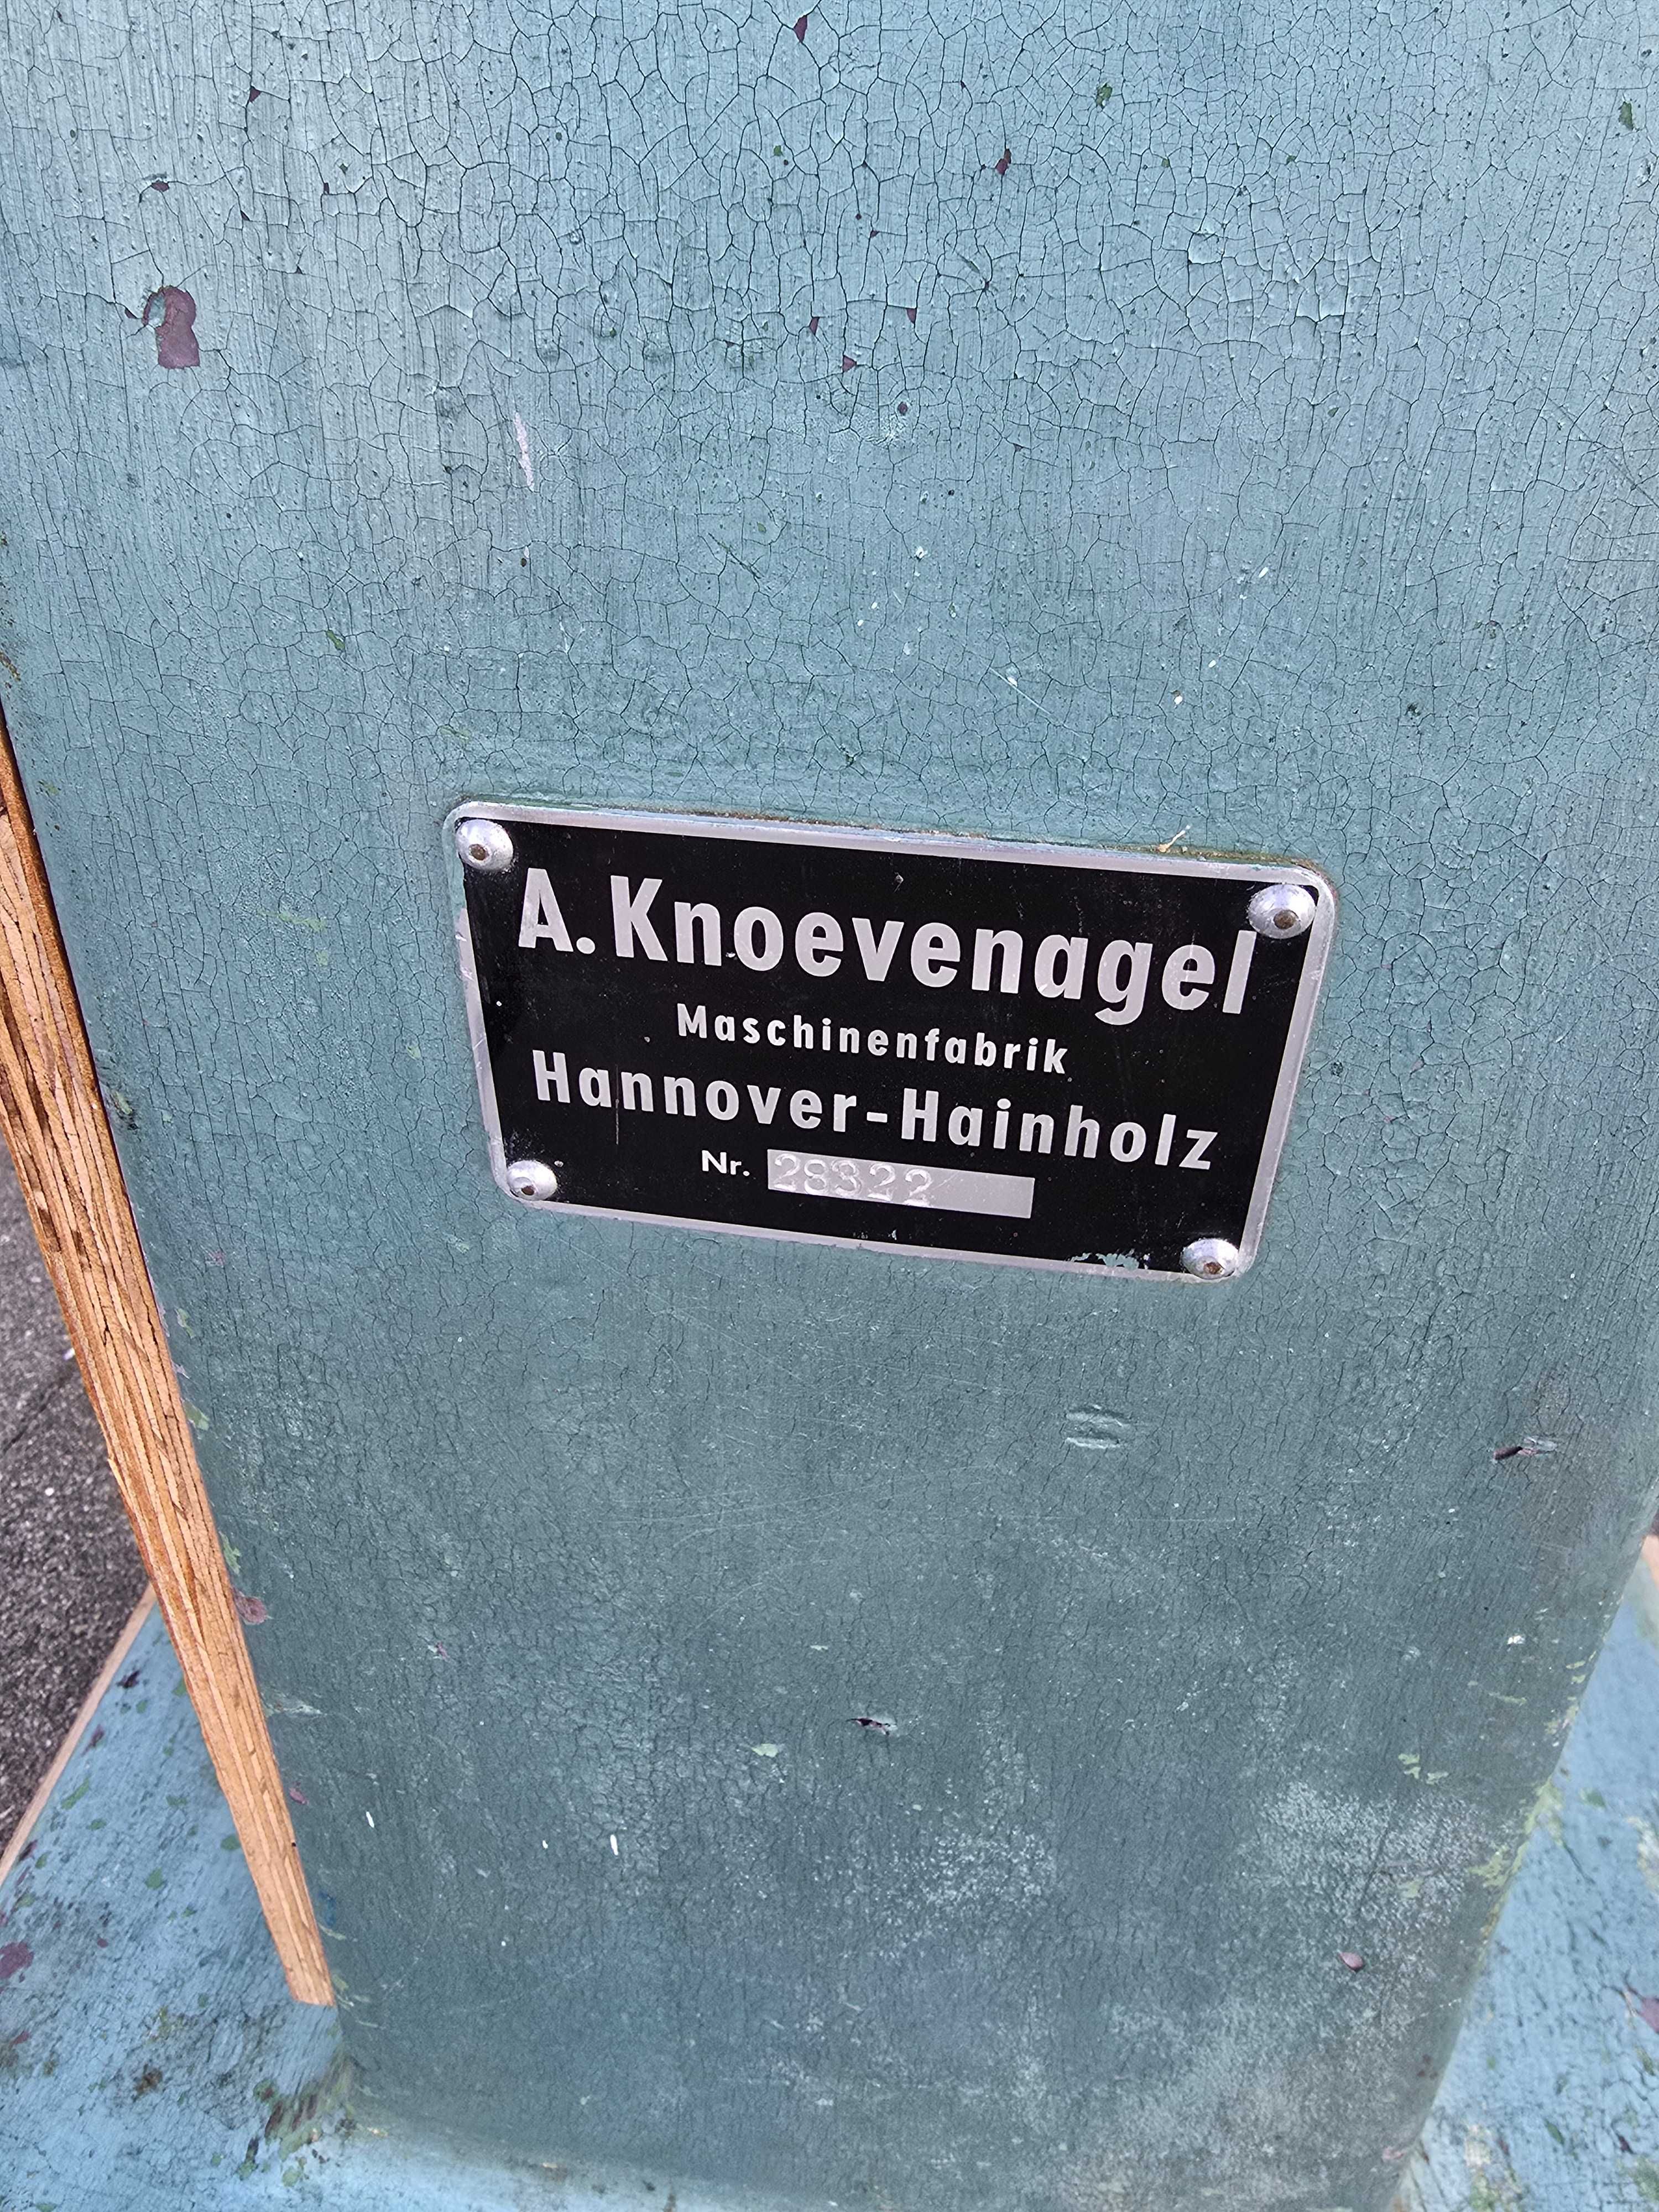 A. Knoevenagel
Maschinenfabrik
Hannover-Hainholz
Nr. 28322